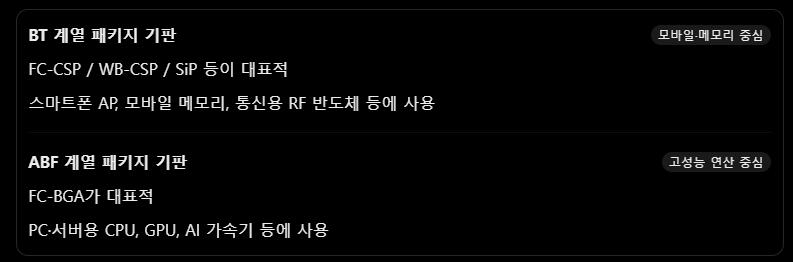 BT 계열 패키지 기판
모바일·메모리 중심
FC-CSP / WB-CSP / SiP 등이 대표적
스마트폰 AP, 모바일 메모리, 통신용 RF 반도체 등에 사용
ABF 계열 패키지 기판
고성능 연산 중심
FC-BGA가 대표적
PC·서버용 CPU, GPU, AI 가속기 등에 사용